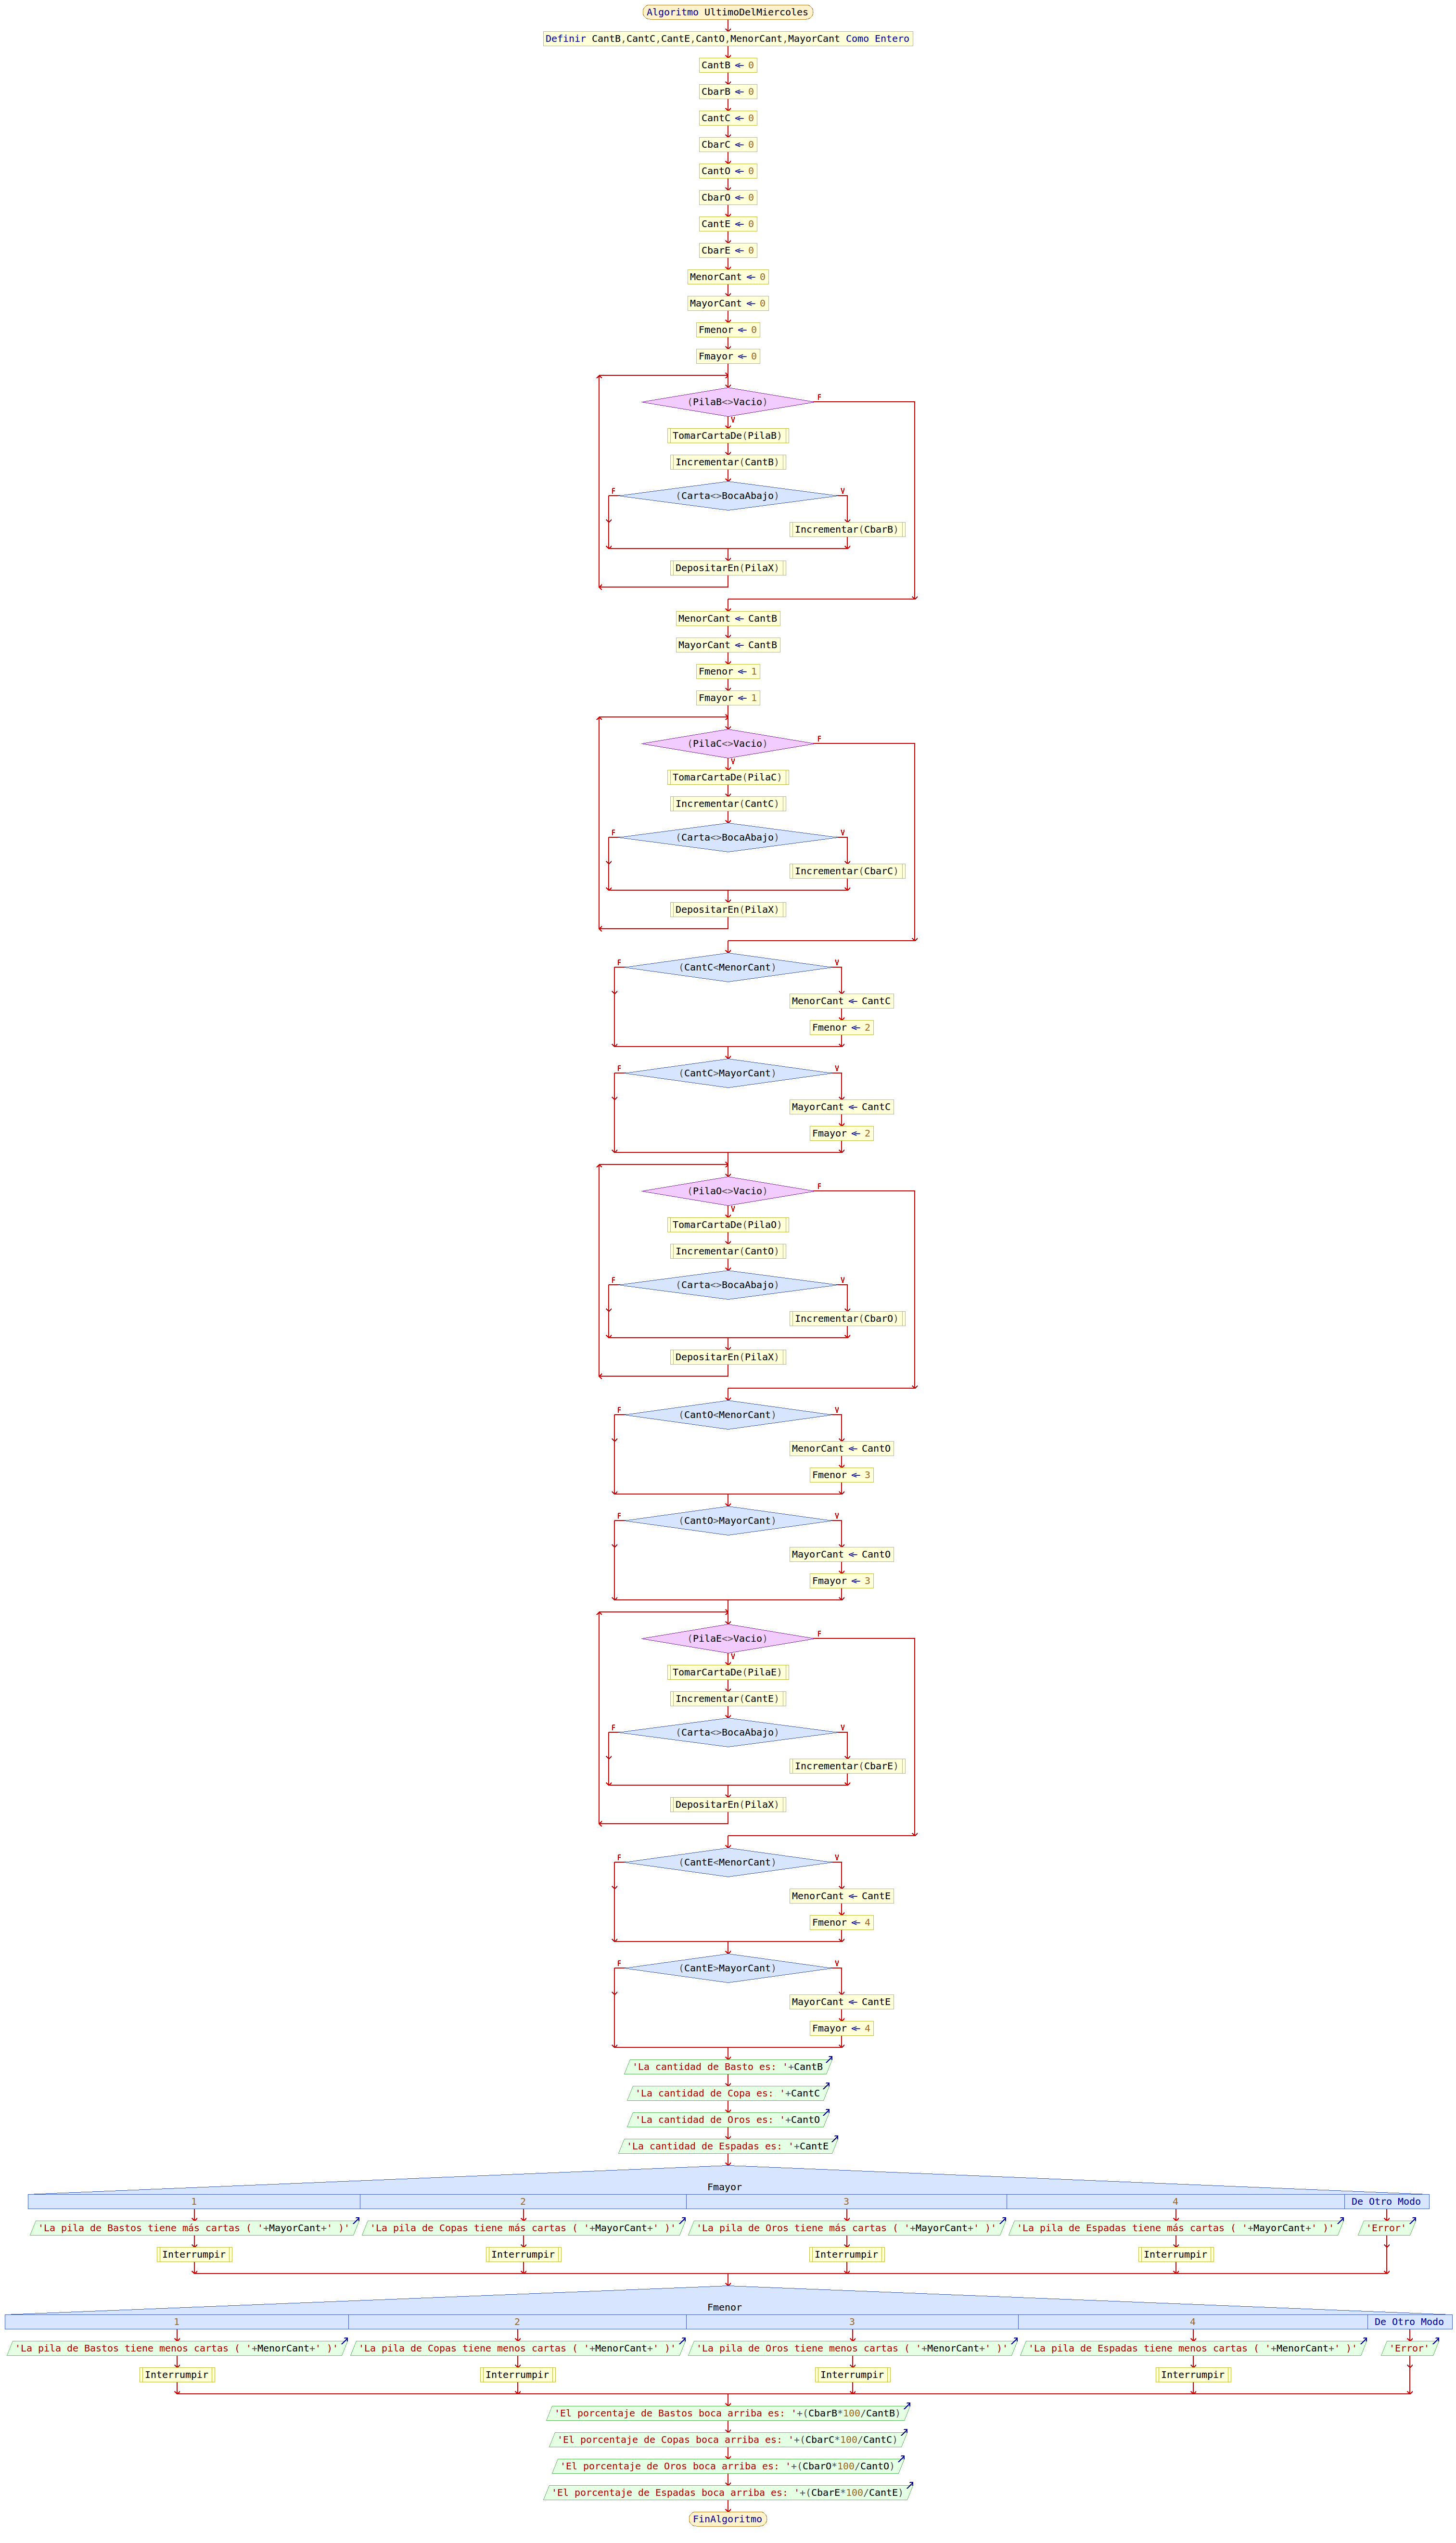 Algoritmo UltimoDelMiercoles
Definir CantB,CantC,CantE,CantO,MenorCant,MayorCant Como Entero
CantB ← 0
CbarB ← 0
CantC ← 0
CbarC ← 0
CantO ← 0
CbarO ← 0
CantE ← 0
CbarE ← 0
MenorCant ← 0
MayorCant ← 0
Fmenor ← 0
Fmayor ← 0
(PilaB<>Vacio) F
V
TomarCartaDe(PilaB)
Incrementar(CantB)
F (Carta<>BocaAbajo) V
Incrementar(CbarB)
DepositarEn(PilaX)
MenorCant ← CantB
MayorCant ← CantB
Fmenor ← 1
Fmayor ← 1
(PilaC<>Vacio) F
V
TomarCartaDe(PilaC)
Incrementar(CantC)
F (Carta<>BocaAbajo) V
Incrementar(CbarC)
DepositarEn(PilaX)
F (CantC<MenorCant) V
MenorCant ← CantC
Fmenor ← 2
F (CantC>MayorCant) V
MayorCant ← CantC
Fmayor ← 2
(PilaO<>Vacio) F
V
TomarCartaDe(PilaO)
Incrementar(CantO)
F (Carta<>BocaAbajo) V
Incrementar(CbarO)
DepositarEn(PilaX)
F (CantO<MenorCant) V
MenorCant ← CantO
Fmenor ← 3
F (CantO>MayorCant) V
MayorCant ← CantO
Fmayor ← 3
(PilaE<>Vacio) F
V
TomarCartaDe(PilaE)
Incrementar(CantE)
F (Carta<>BocaAbajo) V
Incrementar(CbarE)
DepositarEn(PilaX)
F (CantE<MenorCant) V
MenorCant ← CantE
Fmenor ← 4
F (CantE>MayorCant) V
MayorCant ← CantE
Fmayor ← 4
'La cantidad de Basto es: '+CantB
'La cantidad de Copa es: '+CantC
'La cantidad de Oros es: '+CantO
'La cantidad de Espadas es: '+CantE
Fmayor
1 2 3 4 De Otro Modo
'La pila de Bastos tiene más cartas ( '+MayorCant+' )' 'La pila de Copas tiene más cartas ( '+MayorCant+' )' 'La pila de Oros tiene más cartas ( '+MayorCant+' )' 'La pila de Espadas tiene más cartas ( '+MayorCant+' )' 'Error'
Interrumpir Interrumpir Interrumpir Interrumpir
Fmenor
1 2 3 4 De Otro Modo
'La pila de Bastos tiene menos cartas ( '+MenorCant+' )' 'La pila de Copas tiene menos cartas ( '+MenorCant+' )' 'La pila de Oros tiene menos cartas ( '+MenorCant+' )' 'La pila de Espadas tiene menos cartas ( '+MenorCant+' )' 'Error'
Interrumpir Interrumpir Interrumpir Interrumpir
'El porcentaje de Bastos boca arriba es: '+(CbarB*100/CantB)
'El porcentaje de Copas boca arriba es: '+(CbarC*100/CantC)
'El porcentaje de Oros boca arriba es: '+(CbarO*100/CantO)
'El porcentaje de Espadas boca arriba es: '+(CbarE*100/CantE)
FinAlgoritmo